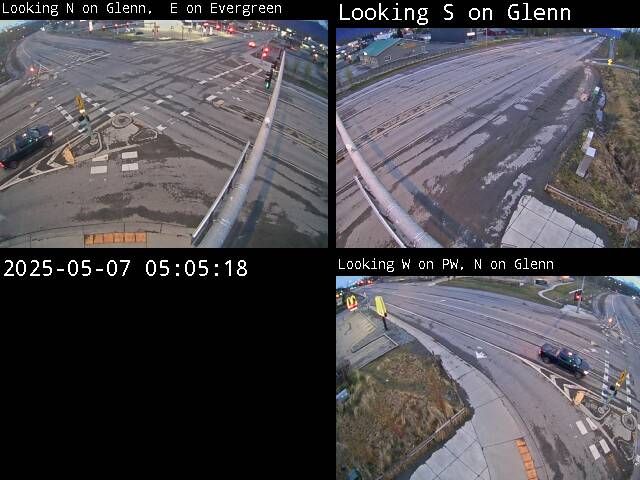 Looking N on Glenn,  E on Evergreen
Looking S on Glenn
2025-05-07 05:05:18
Looking W on PW, N on Glenn